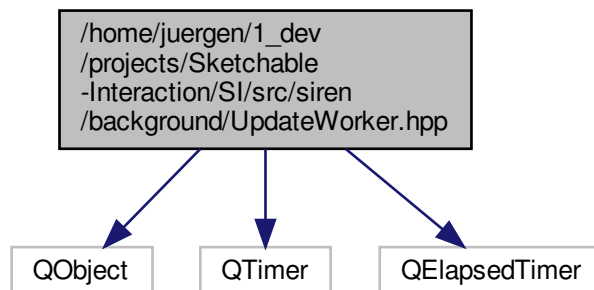 /home/juergen/1_dev
/projects/Sketchable
-Interaction/SI/src/siren
/background/UpdateWorker.hpp
QObject
QTimer
QElapsedTimer